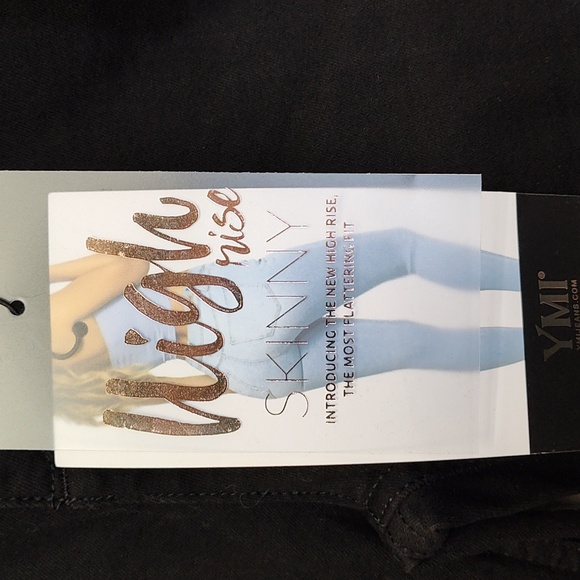 High
rise
SKINNY
INTRODUCING THE NEW HIGH RISE,
THE MOST FLATTERING FIT
YMI®